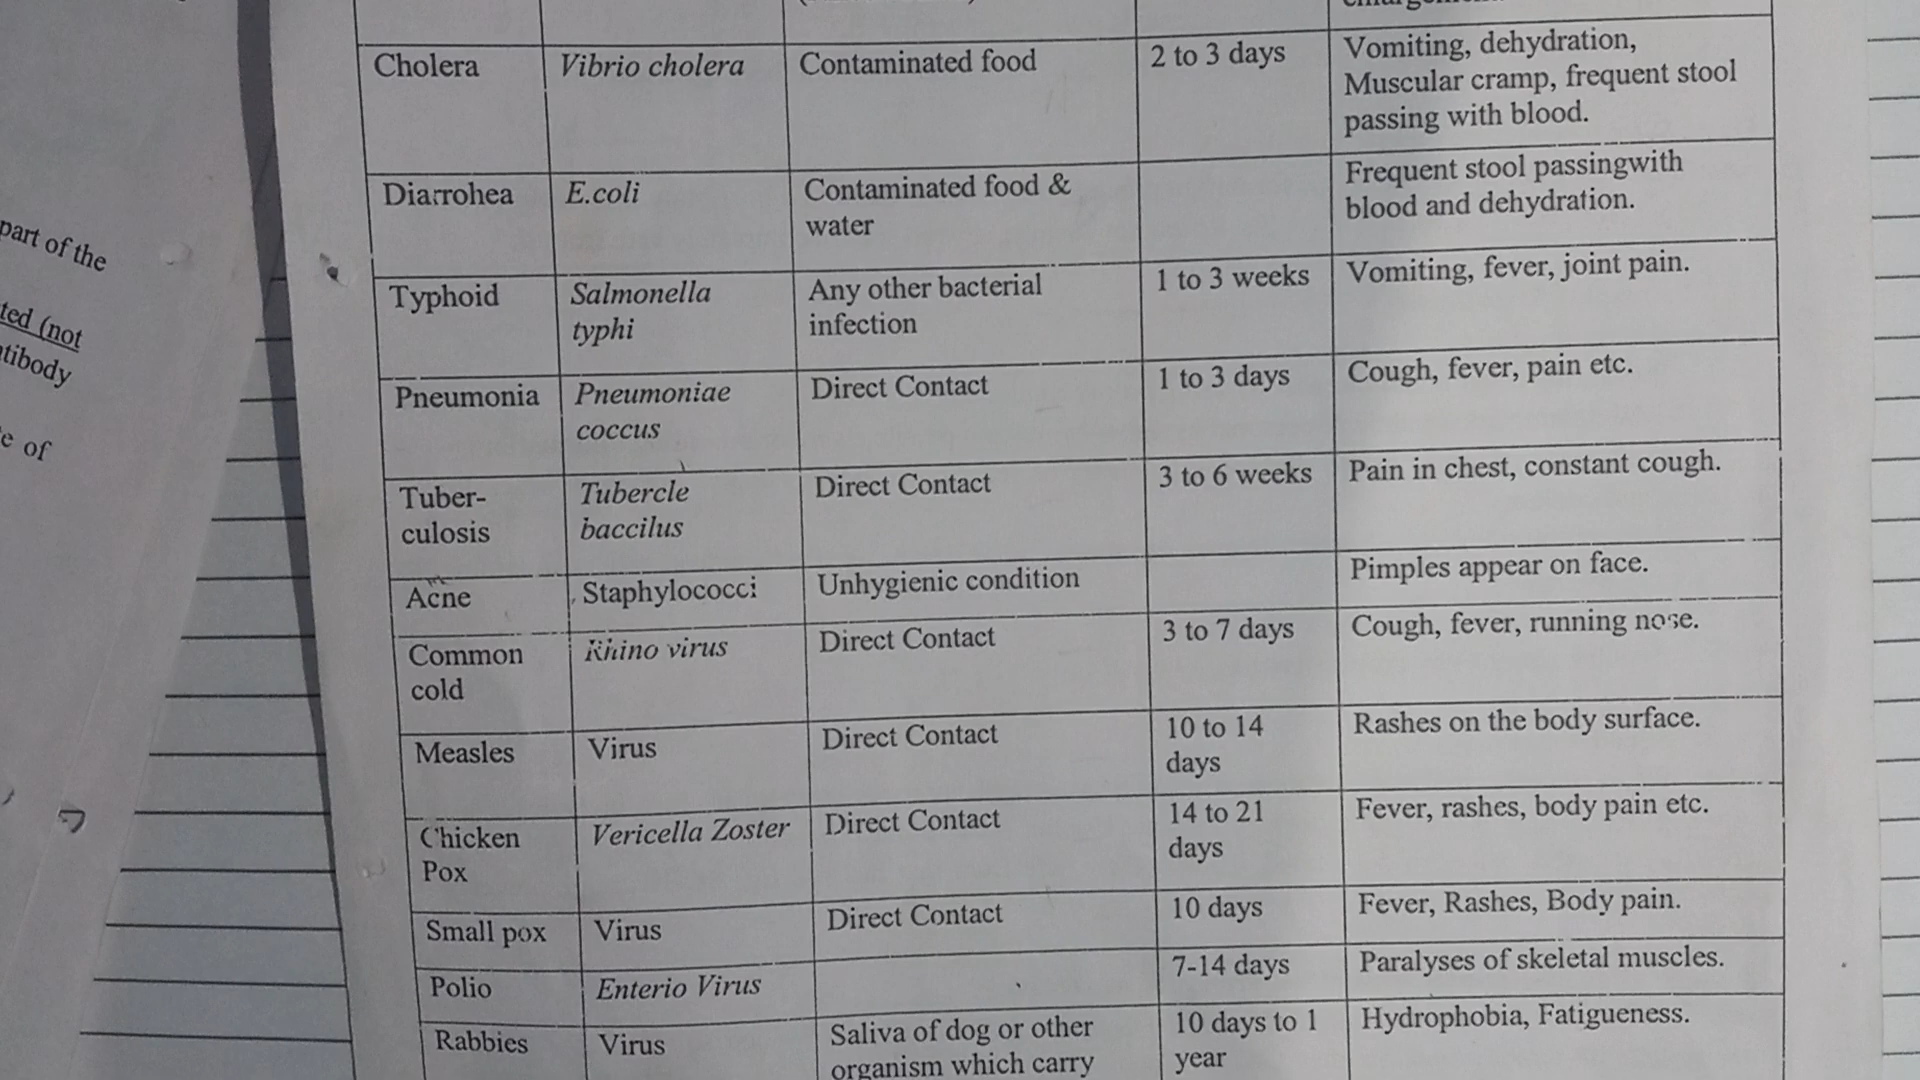 part of the
ted (not
tibody
e of
Cholera Vibrio cholera Contaminated food 2 to 3 days Vomiting, dehydration,
Muscular cramp, frequent stool
passing with blood.
Diarrohea E.coli Contaminated food & Frequent stool passingwith
water blood and dehydration.
Typhoid Salmonella Any other bacterial 1 to 3 weeks Vomiting, fever, joint pain.
typhi infection
Pneumonia Pneumoniae Direct Contact 1 to 3 days Cough, fever, pain etc.
coccus
Tuber- Tubercle Direct Contact 3 to 6 weeks Pain in chest, constant cough.
culosis baccilus
Acne Staphylococci Unhygienic condition Pimples appear on face.
Common Rhino virus Direct Contact 3 to 7 days Cough, fever, running nose.
cold
Measles Virus Direct Contact 10 to 14 Rashes on the body surface.
days
Chicken Vericella Zoster Direct Contact 14 to 21 Fever, rashes, body pain etc.
Pox days
Small pox Virus Direct Contact 10 days Fever, Rashes, Body pain.
Polio Enterio Virus 7-14 days Paralyses of skeletal muscles.
Rabbies Virus Saliva of dog or other 10 days to 1 Hydrophobia, Fatigueness.
organism which carry year